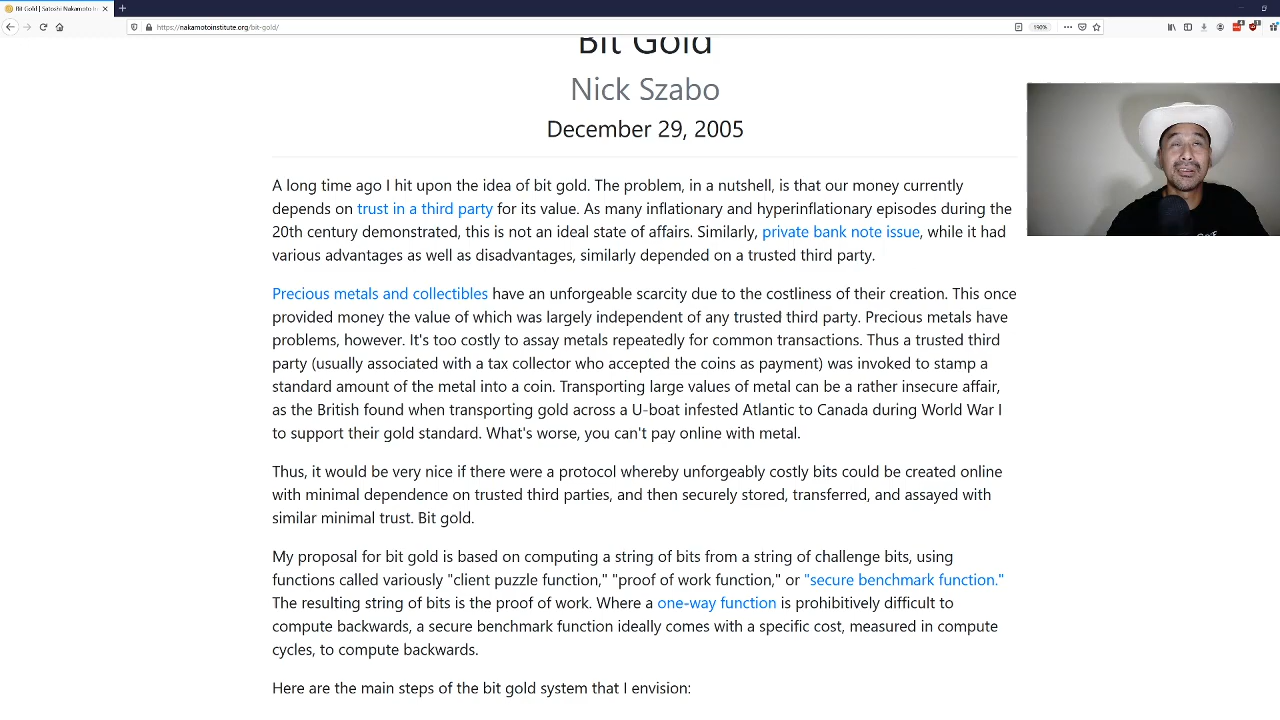 Bit Gold | Satoshi Nakamoto In
https://nakamotoinstitute.org/bit-gold/
190%
Bit Gold
Nick Szabo
December 29, 2005
A long time ago I hit upon the idea of bit gold. The problem, in a nutshell, is that our money currently
depends on trust in a third party for its value. As many inflationary and hyperinflationary episodes during the
20th century demonstrated, this is not an ideal state of affairs. Similarly, private bank note issue, while it had
various advantages as well as disadvantages, similarly depended on a trusted third party.
Precious metals and collectibles have an unforgeable scarcity due to the costliness of their creation. This once
provided money the value of which was largely independent of any trusted third party. Precious metals have
problems, however. It's too costly to assay metals repeatedly for common transactions. Thus a trusted third
party (usually associated with a tax collector who accepted the coins as payment) was invoked to stamp a
standard amount of the metal into a coin. Transporting large values of metal can be a rather insecure affair,
as the British found when transporting gold across a U-boat infested Atlantic to Canada during World War I
to support their gold standard. What's worse, you can't pay online with metal.
Thus, it would be very nice if there were a protocol whereby unforgeably costly bits could be created online
with minimal dependence on trusted third parties, and then securely stored, transferred, and assayed with
similar minimal trust. Bit gold.
My proposal for bit gold is based on computing a string of bits from a string of challenge bits, using
functions called variously "client puzzle function," "proof of work function," or "secure benchmark function."
The resulting string of bits is the proof of work. Where a one-way function is prohibitively difficult to
compute backwards, a secure benchmark function ideally comes with a specific cost, measured in compute
cycles, to compute backwards.
Here are the main steps of the bit gold system that I envision: